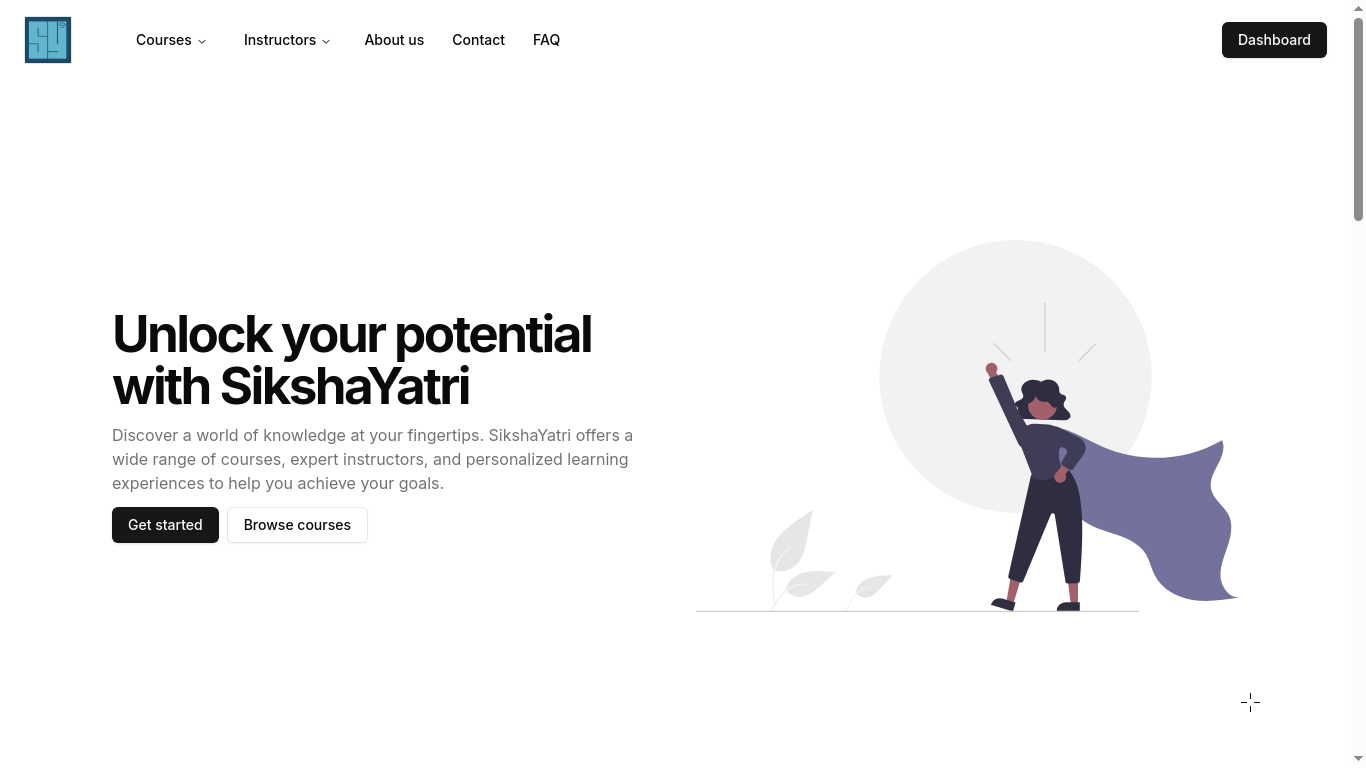 Courses
Instructors
About us
Contact
FAQ
Dashboard
Unlock your potential
with SikshaYatri
Discover a world of knowledge at your fingertips. SikshaYatri offers a
wide range of courses, expert instructors, and personalized learning
experiences to help you achieve your goals.
Get started
Browse courses